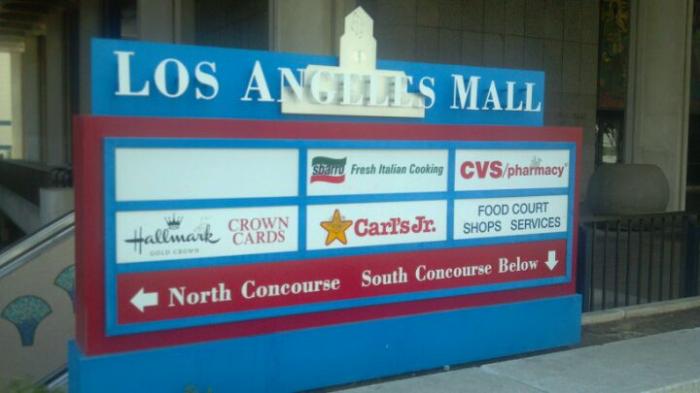 LOS ANGELES MALL
sbarro Fresh Italian Cooking
CVS/pharmacy
Hallmark
GOLD CROWN
CROWN
CARDS
Carl's Jr.
FOOD COURT
SHOPS SERVICES
North Concourse South Concourse Below